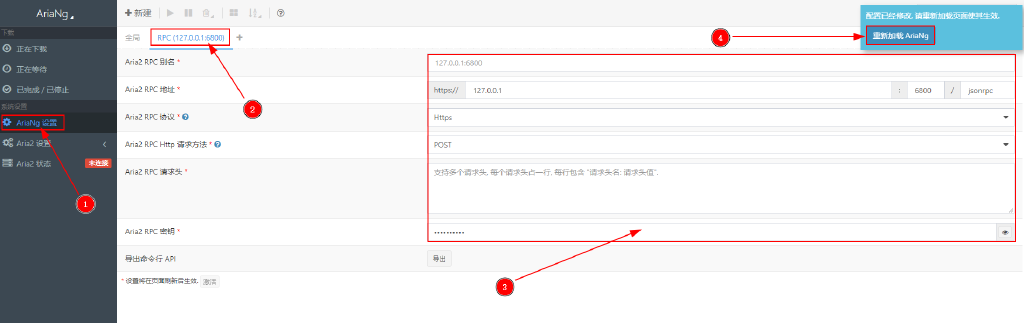 AriaNg
下载
正在下载
正在等待
已完成 / 已停止
系统设置
AriaNg 设置
Aria2 设置
Aria2 状态
未连接
新建
全局
RPC (127.0.0.1:6800)
配置已经修改, 请重新加载页面使其生效.
重新加载 AriaNg
Aria2 RPC 别名 *
127.0.0.1:6800
Aria2 RPC 地址 *
https://
127.0.0.1
:
6800
/
jsonrpc
Aria2 RPC 协议 *
Https
Aria2 RPC Http 请求方法 *
POST
Aria2 RPC 请求头 *
支持多个请求头, 每个请求头占一行, 每行包含 "请求头名: 请求头值".
Aria2 RPC 密钥 *
••••••••••
导出命令行 API
导出
* 设置将在页面刷新后生效.
激活
1
2
3
4